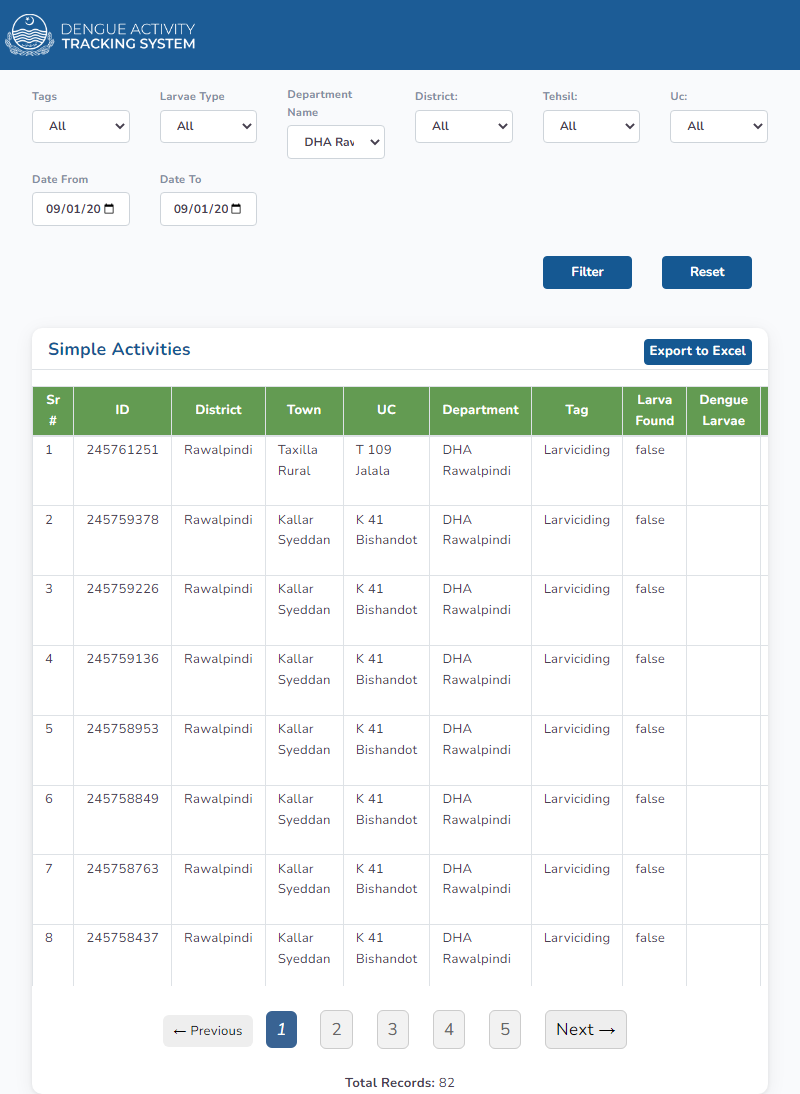 DENGUE ACTIVITY
TRACKING SYSTEM
Tags
Larvae Type
Department
Name
District:
Tehsil:
Uc:
All
All
DHA Raw
All
All
All
Date From
Date To
09/01/20
09/01/20
Filter
Reset
Simple Activities
Export to Excel
Sr # ID District Town UC Department Tag Larva Found Dengue Larvae
1 245761251 Rawalpindi Taxilla Rural T 109 Jalala DHA Rawalpindi Larviciding false
2 245759378 Rawalpindi Kallar Syeddan K 41 Bishandot DHA Rawalpindi Larviciding false
3 245759226 Rawalpindi Kallar Syeddan K 41 Bishandot DHA Rawalpindi Larviciding false
4 245759136 Rawalpindi Kallar Syeddan K 41 Bishandot DHA Rawalpindi Larviciding false
5 245758953 Rawalpindi Kallar Syeddan K 41 Bishandot DHA Rawalpindi Larviciding false
6 245758849 Rawalpindi Kallar Syeddan K 41 Bishandot DHA Rawalpindi Larviciding false
7 245758763 Rawalpindi Kallar Syeddan K 41 Bishandot DHA Rawalpindi Larviciding false
8 245758437 Rawalpindi Kallar Syeddan K 41 Bishandot DHA Rawalpindi Larviciding false
← Previous 1 2 3 4 5 Next →
Total Records: 82